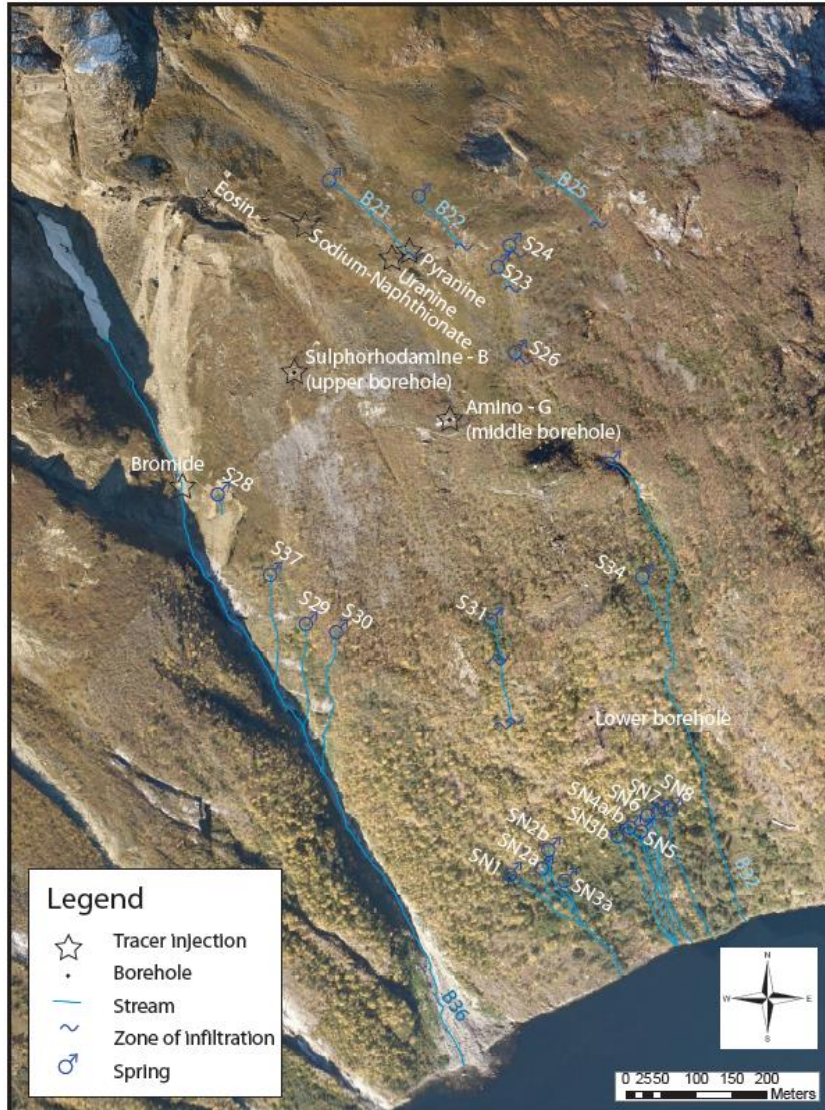 Eosin
B21
B22
B25
S24
S23
Pyranine
Uranine
Sodium-Naphthionate
S26
Sulphorhodamine - B
(upper borehole)
Amino - G
(middle borehole)
Bromide
S28
S37
S29
S30
S31
S34
Lower borehole
SN8
SN7
SN6
SN4a/b
SN3b
SN5
SN2b
SN2a
SN1
SN3a
B32
B36
Legend
Tracer injection
Borehole
Stream
Zone of infiltration
Spring
N
W E
S
0 25 50 100 150 200
Meters